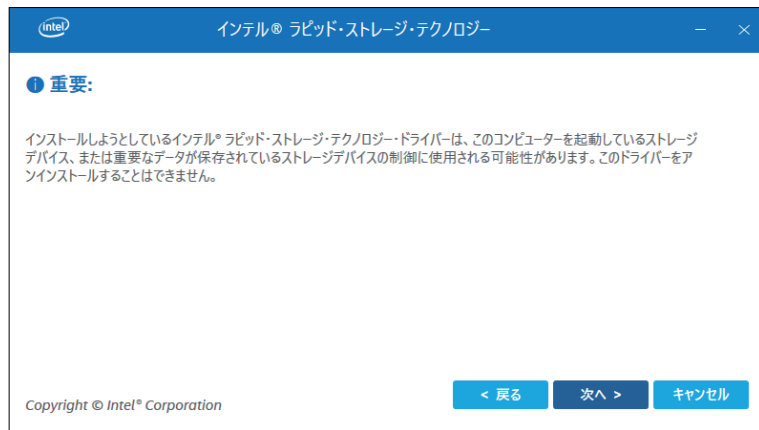 intel
インテル® ラピッド・ストレージ・テクノロジー
重要:
インストールしようとしているインテル® ラピッド・ストレージ・テクノロジー・ドライバーは、このコンピューターを起動しているストレージ
デバイス、または重要なデータが保存されているストレージデバイスの制御に使用される可能性があります。このドライバーをア
ンインストールすることはできません。
< 戻る 次へ > キャンセル
Copyright © Intel® Corporation